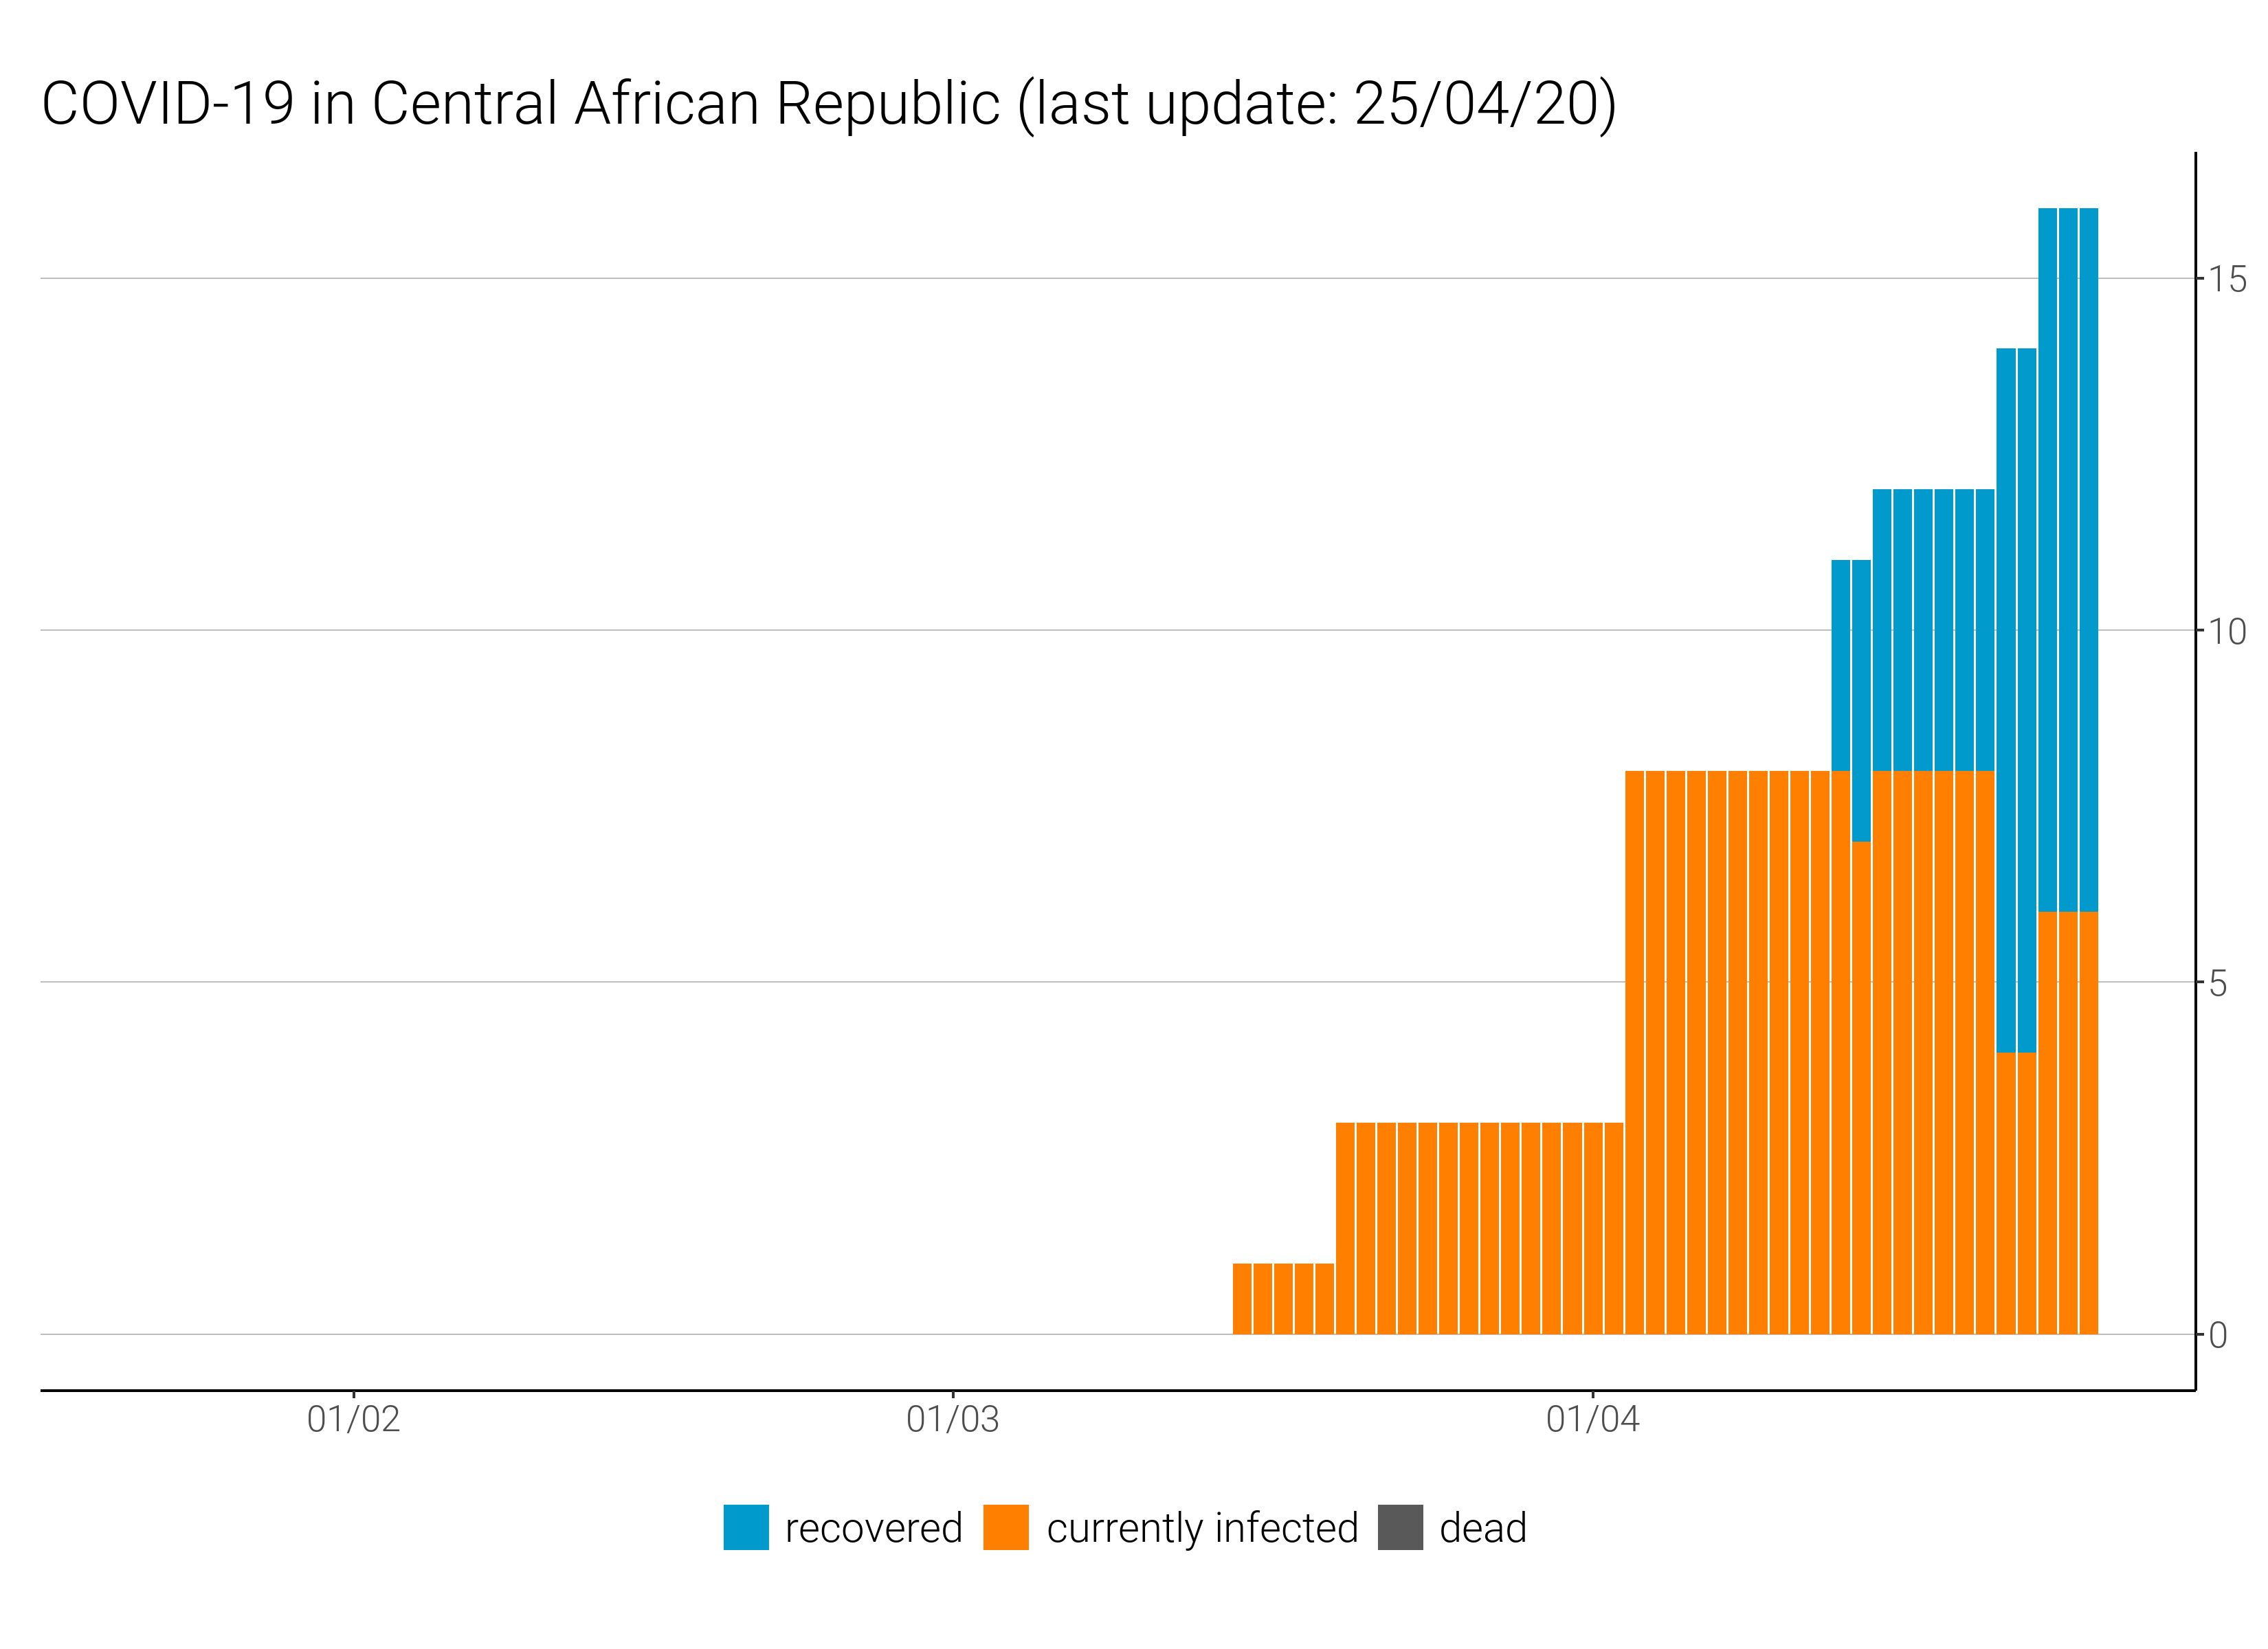 COVID-19 in Central African Republic (last update: 25/04/20)
15
10
5
0
01/02 01/03 01/04
recovered currently infected dead